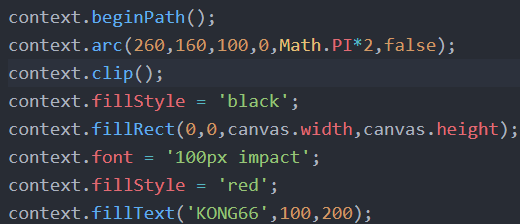 context.beginPath();
context.arc(260,160,100,0,Math.PI*2,false);
context.clip();
context.fillStyle = 'black';
context.fillRect(0,0,canvas.width,canvas.height);
context.font = '100px impact';
context.fillStyle = 'red';
context.fillText('KONG66',100,200);